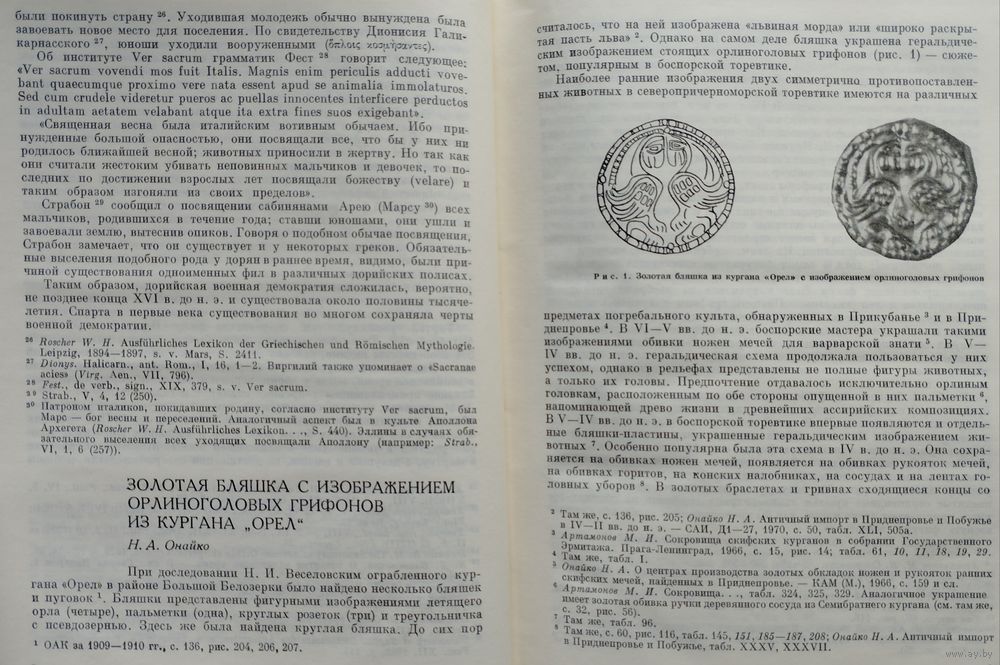 были покинуть страну 26. Уходившая молодежь обычно вынуждена была
завоевать новое место для поселения. По свидетельству Дионисия Гали-
карнасского 27, юноши уходили вооруженными (ὅπλοις κοσμήσαντες).
Об институте Ver sacrum грамматик Фест 28 говорит следующее:
«Ver sacrum vovendi mos fuit Italis. Magnis enim periculis adducti vove-
bant quaecumque proximo vere nata essent apud se animalia immolaturos.
Sed cum crudele videretur pueros ac puellas innocentes interficere perductos
in adultam aetatem velabant atque ita extra fines suos exigebant».
«Священная весна была италийским вотивным обычаем. Ибо при-
нужденные большой опасностью, они посвящали все, что бы у них ни
родилось ближайшей весной; животных приносили в жертву. Но так как
они считали жестоким убивать неповинных мальчиков и девочек, то по-
следних по достижении взрослых лет посвящали божеству (velare) и
таким образом изгоняли из своих пределов».
Страбон 29 сообщил о посвящении сабинянами Арею (Марсу 30) всех
мальчиков, родившихся в течение года; ставши юношами, они ушли и
завоевали землю, вытеснив опиков. Говоря о подобном обычае посвящения,
Страбон замечает, что он существует и у некоторых греков. Обязатель-
ные выселения подобного рода у дорян в раннее время, видимо, были при-
чиной существования одноименных фил в различных дорийских полисах.
Таким образом, дорийская военная демократия сложилась, вероятно,
не позднее конца XVI в. до н. э. и существовала около половины тысяче-
летия. Спарта в первые века существования во многом сохраняла черты
военной демократии.
26 Roscher W. H. Ausführliches Lexikon der Griechischen und Römischen Mythologie.
Leipzig, 1894—1897, s. v. Mars, S. 2411.
27 Dionys. Halicarn., ant. Rom., I, 16, 1—2. Виргилий также упоминает о «Sacranae
acies» (Virg. Aen., VII, 796).
28 Fest., de verb., sign., XIX, 379, s. v. Ver sacrum.
29 Strab., V, 4, 12 (250).
30 Патроном италиков, покидавших родину, согласно институту Ver sacrum, был
Марс — бог весны и переселений. Аналогичный аспект был в культе Аполлона
Архегета (Roscher W. H. Ausführliches Lexikon. . ., S. 440). Эллины в случаях обя-
зательного выселения всех уходящих посвящали Аполлону (например: Strab.,
VI, 1, 6 (257)).
ЗОЛОТАЯ БЛЯШКА С ИЗОБРАЖЕНИЕМ
ОРЛИНОГОЛОВЫХ ГРИФОНОВ
ИЗ КУРГАНА „ОРЕЛ“
Н. А. Онайко
При доследовании Н. И. Веселовским ограбленного кур-
гана «Орел» в районе Большой Белозерки было найдено несколько бляшек
и пуговок 1. Бляшки представлены фигурными изображениями летящего
орла (четыре), пальметки (одна), круглых розеток (три) и треугольничка
с псевдозернью. Здесь же была найдена круглая бляшка. До сих пор
1 ОАК за 1909—1910 гг., с. 136, рис. 204, 206, 207.
считалось, что на ней изображена «львиная морда» или «широко раскры-
тая пасть льва» 2. Однако на самом деле бляшка украшена геральдиче-
ским изображением стоящих орлиноголовых грифонов (рис. 1) — сюже-
том, популярным в боспорской торевтике.
Наиболее ранние изображения двух симметрично противопоставлен-
ных животных в северопричерноморской торевтике имеются на различных
Рис. 1. Золотая бляшка из кургана «Орел» с изображением орлиноголовых грифонов
предметах погребального культа, обнаруженных в Прикубанье 3 и в При-
днепровье 4. В VI—V вв. до н. э. боспорские мастера украшали такими
изображениями обивки ножен мечей для варварской знати 5. В V—
IV вв. до н. э. геральдическая схема продолжала пользоваться у них
успехом, однако в рельефах представлены не полные фигуры животных,
а только их головы. Предпочтение отдавалось исключительно орлиным
головкам, расположенным по обе стороны опущенной в них пальметки 6,
напоминающей древо жизни в древнейших ассирийских композициях.
В V—IV вв. до н. э. в боспорской торевтике впервые появляются и отдель-
ные бляшки-пластины, украшенные геральдическим изображением жи-
вотных 7. Особенно популярна была эта схема в IV в. до н. э. Она сохра-
няется на обивках ножен мечей, появляется на обивках рукояток мечей,
на обивках горитов, на конских налобниках, на сосудах и на лентах го-
ловных уборов 8. В золотых браслетах и гривнах сходящиеся концы со
2 Там же, с. 136, рис. 205; Онайко Н. А. Античный импорт в Приднепровье и Побужье
в IV—II вв. до н. э. — САИ, Д1—27, 1970, с. 50, табл. XLI, 505а.
3 Артамонов М. И. Сокровища скифских курганов в собрании Государственного
Эрмитажа. Прага-Ленинград, 1966, с. 15, рис. 14; табл. 61, 10, 11, 18, 19, 29.
4 Там же, табл. I.
5 Онайко Н. А. О центрах производства золотых обкладок ножен и рукояток ранних
скифских мечей, найденных в Приднепровье. — КАМ (М.), 1966, с. 159 и сл.
6 Артамонов М. И. Сокровища. . ., табл. 324, 325, 329. Аналогичное украшение
имеет золотая обивка ручки деревянного сосуда из Семибратнего кургана (см. там же,
с. 32, рис. 56).
7 Там же, табл. 96.
8 Там же, с. 60, рис. 116, табл. 145, 151, 185—187, 208; Онайко Н. А. Античный импорт
в Приднепровье и Побужье, табл. XXXV, XXXVII.
www.ay.by